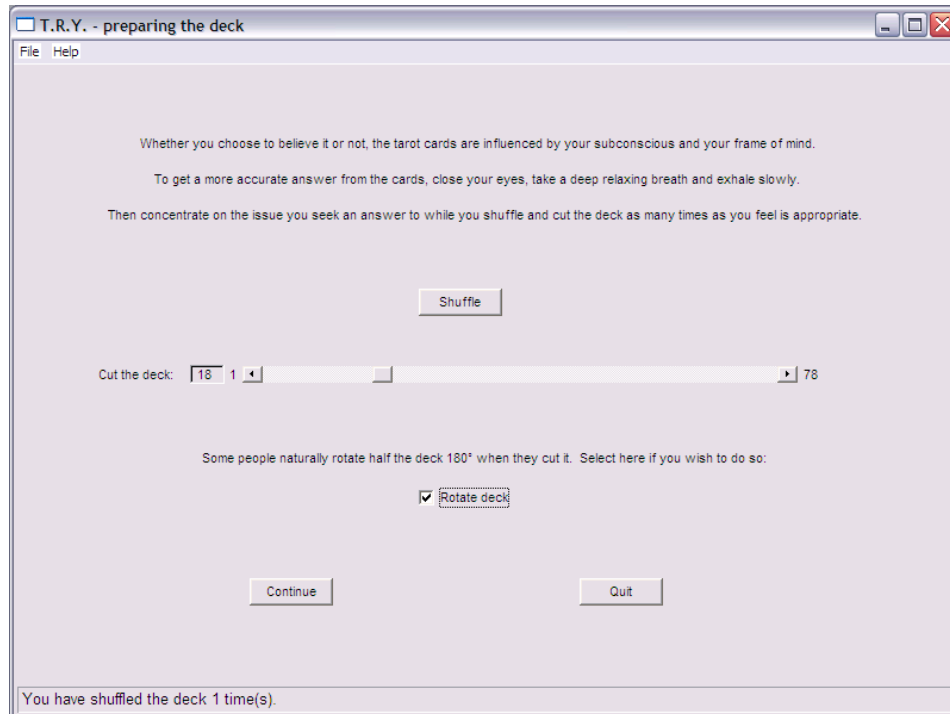 T.R.Y. - preparing the deck
File Help
Whether you choose to believe it or not, the tarot cards are influenced by your subconscious and your frame of mind.
To get a more accurate answer from the cards, close your eyes, take a deep relaxing breath and exhale slowly.
Then concentrate on the issue you seek an answer to while you shuffle and cut the deck as many times as you feel is appropriate.
Shuffle
Cut the deck: 18 1 78
Some people naturally rotate half the deck 180° when they cut it. Select here if you wish to do so:
Rotate deck
Continue Quit
You have shuffled the deck 1 time(s).